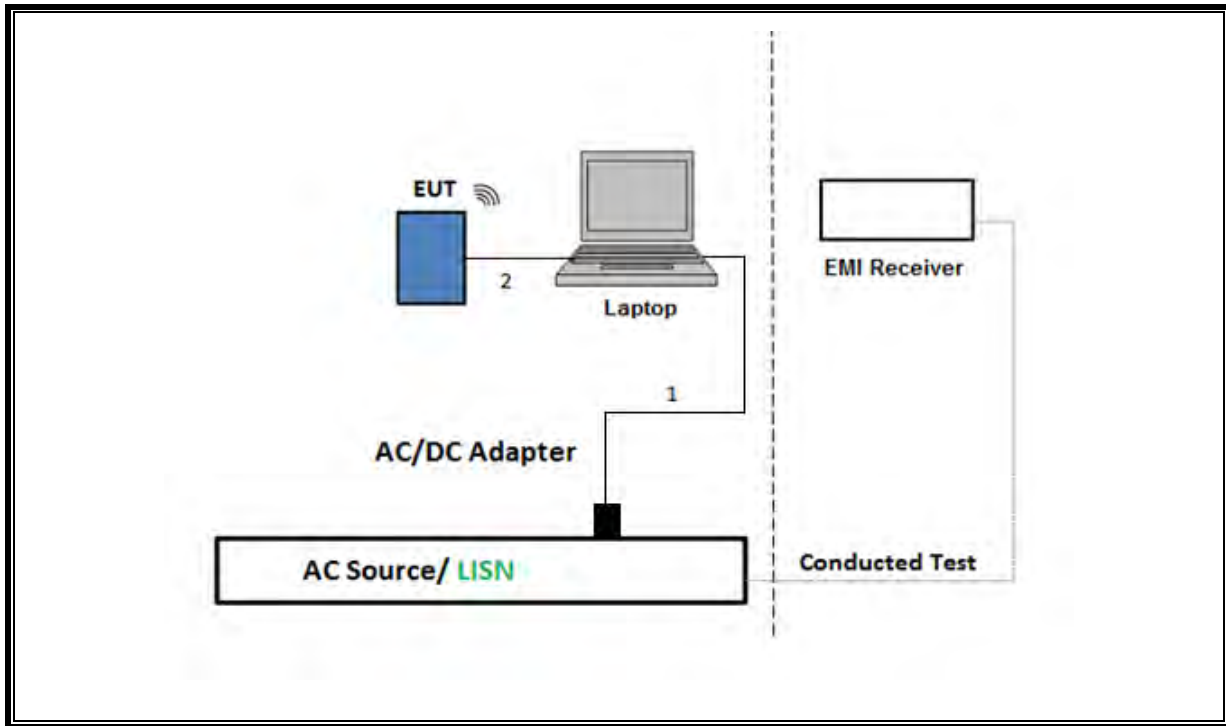 EUT
2
Laptop
EMI Receiver
1
AC/DC Adapter
AC Source/ LISN
Conducted Test